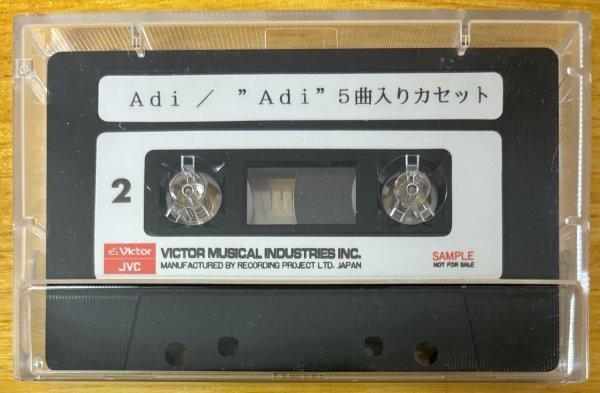 Adi ／ ”Adi”５曲入りカセット
2
Victor
JVC
VICTOR MUSICAL INDUSTRIES INC.
MANUFACTURED BY RECORDING PROJECT LTD, JAPAN
SAMPLE
NOT FOR SALE